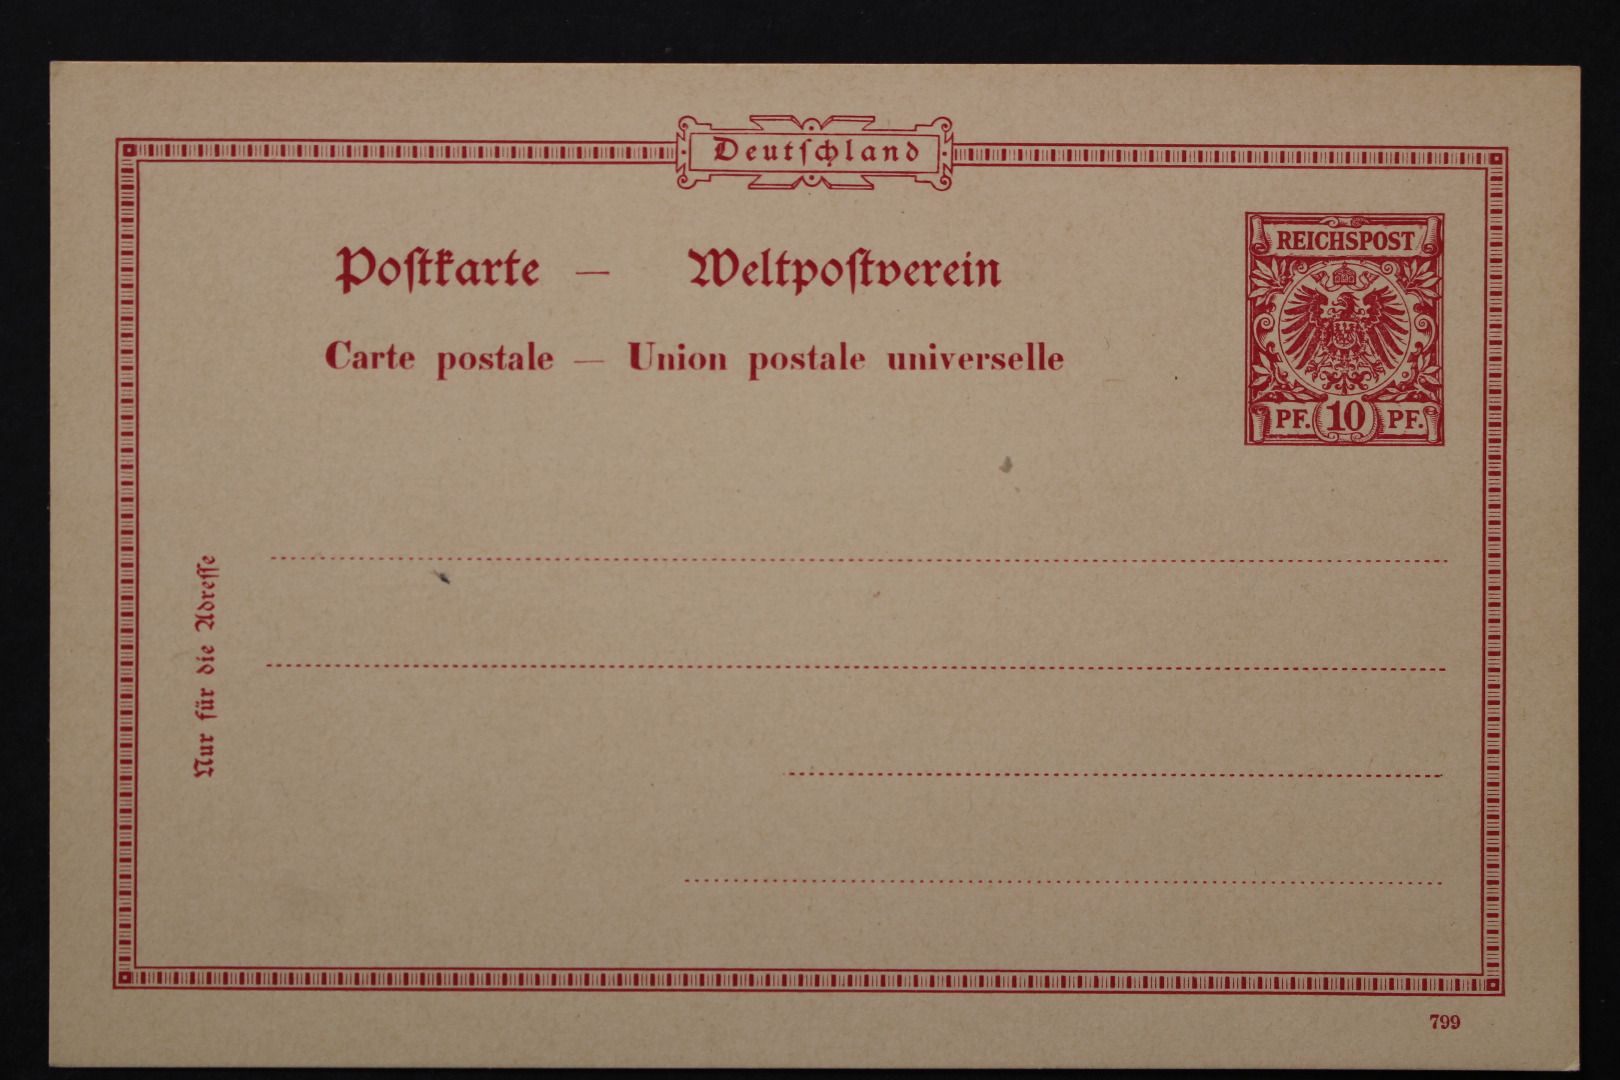 Deutſchland
REICHSPOST
PF. 10 PF.
Poſtkarte — Weltpoſtverein
Carte postale — Union postale universelle
Nur für die Adreſſe
799